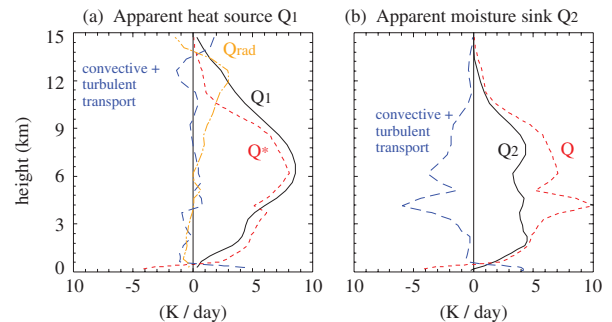 (a) Apparent heat source Q1
(b) Apparent moisture sink Q2
15
12
9
6
3
0
height (km)
Qrad
convective +
turbulent
transport
Q1
Q*
convective +
turbulent
transport
Q2
Q
10
5
0
5
10
10
5
0
5
10
(K / day)
(K / day)